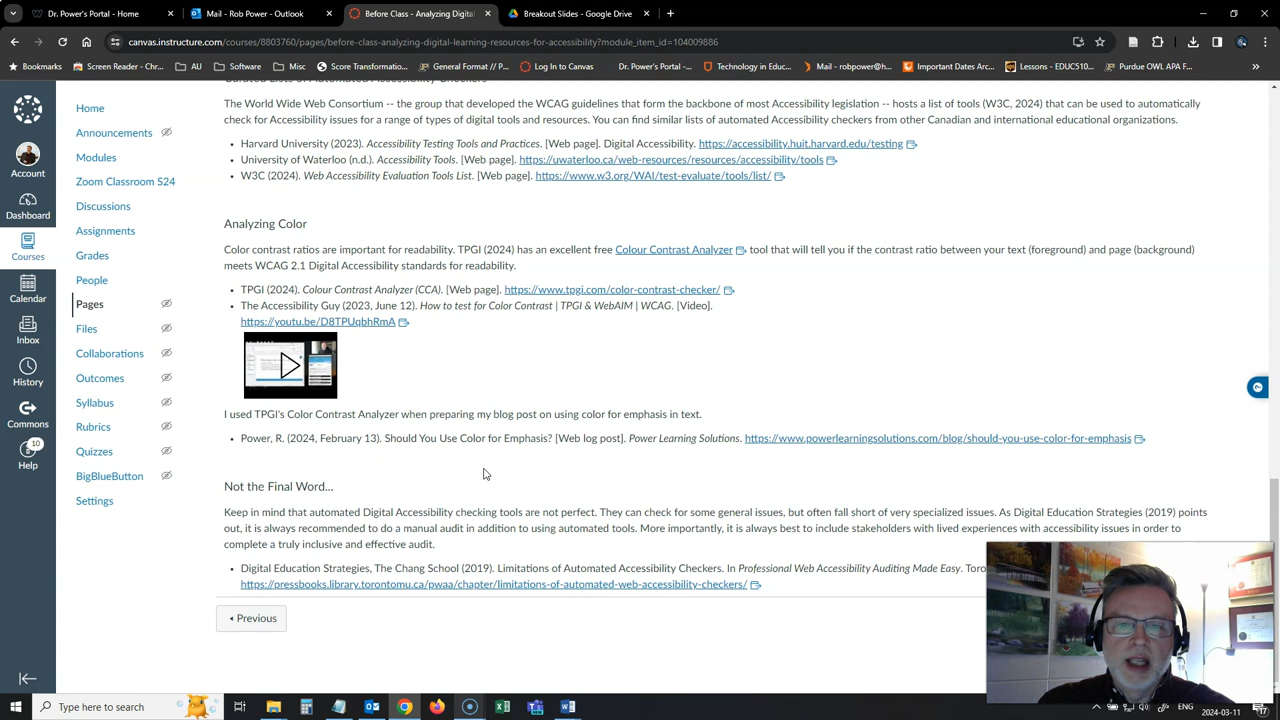 Dr. Power's Portal - Home
Mail - Rob Power - Outlook
Before Class - Analyzing Digital
Breakout Slides - Google Drive
canvas.instructure.com/courses/8803760/pages/before-class-analyzing-digital-learning-resources-for-accessibility?module_item_id=104009886
Bookmarks
Screen Reader - Chr...
AU
Software
Misc
Score Transformatio...
General Form // P...
Log In to Canvas
Dr. Power's Portal -...
Technology in Educ...
Mail — robpower@h...
Important Dates Arc...
Lessons - EDUC510...
Purdue OWL APA F...
Account
Dashboard
Courses
Calendar
Inbox
History
Commons
10
Help
Home
Announcements
Modules
Zoom Classroom S24
Discussions
Assignments
Grades
People
Pages
Files
Collaborations
Outcomes
Syllabus
Rubrics
Quizzes
BigBlueButton
Settings
Curated Lists of Automated Accessibility Checkers
The World Wide Web Consortium -- the group that developed the WCAG guidelines that form the backbone of most Accessibility legislation -- hosts a list of tools (W3C, 2024) that can be used to automatically
check for Accessibility issues for a range of types of digital tools and resources. You can find similar lists of automated Accessibility checkers from other Canadian and international educational organizations.
Harvard University (2023). Accessibility Testing Tools and Practices. [Web page]. Digital Accessibility. https://accessibility.huit.harvard.edu/testing
University of Waterloo (n.d.). Accessibility Tools. [Web page]. https://uwaterloo.ca/web-resources/resources/accessibility/tools
W3C (2024). Web Accessibility Evaluation Tools List. [Web page]. https://www.w3.org/WAI/test-evaluate/tools/list/
Analyzing Color
Color contrast ratios are important for readability. TPGI (2024) has an excellent free Colour Contrast Analyzer tool that will tell you if the contrast ratio between your text (foreground) and page (background)
meets WCAG 2.1 Digital Accessibility standards for readability.
TPGI (2024). Colour Contrast Analyzer (CCA). [Web page]. https://www.tpgi.com/color-contrast-checker/
The Accessibility Guy (2023, June 12). How to test for Color Contrast | TPGI & WebAIM | WCAG. [Video].
https://youtu.be/D8TPUqbhRmA
I used TPGI's Color Contrast Analyzer when preparing my blog post on using color for emphasis in text.
Power, R. (2024, February 13). Should You Use Color for Emphasis? [Web log post]. Power Learning Solutions. https://www.powerlearningsolutions.com/blog/should-you-use-color-for-emphasis
Not the Final Word...
Keep in mind that automated Digital Accessibility checking tools are not perfect. They can check for some general issues, but often fall short of very specialized issues. As Digital Education Strategies (2019) points
out, it is always recommended to do a manual audit in addition to using automated tools. More importantly, it is always best to include stakeholders with lived experiences with accessibility issues in order to
complete a truly inclusive and effective audit.
Digital Education Strategies, The Chang School (2019). Limitations of Automated Accessibility Checkers. In Professional Web Accessibility Auditing Made Easy. Toro
https://pressbooks.library.torontomu.ca/pwaa/chapter/limitations-of-automated-web-accessibility-checkers/
Previous
Type here to search
ENG
2024-03-11
17